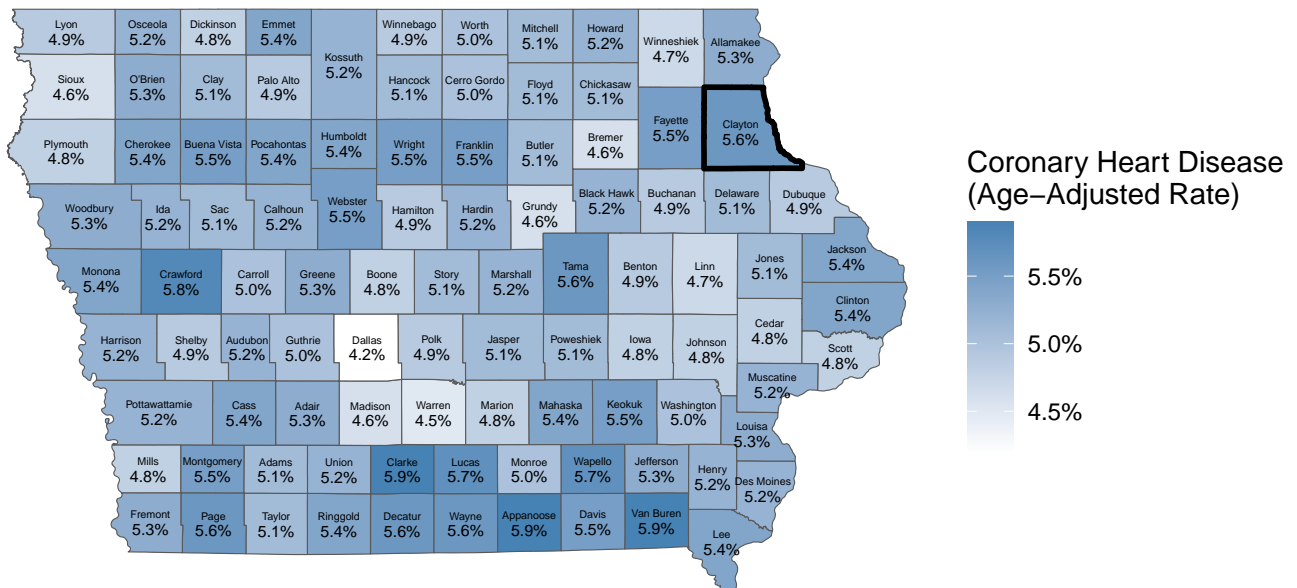 Lyon
4.9%
Osceola
5.2%
Dickinson
4.8%
Emmet
5.4%
Kossuth
5.2%
Winnebago
4.9%
Worth
5.0%
Mitchell
5.1%
Howard
5.2%
Winneshiek
4.7%
Allamakee
5.3%
Sioux
4.6%
O'Brien
5.3%
Clay
5.1%
Palo Alto
4.9%
Hancock
5.1%
Cerro Gordo
5.0%
Floyd
5.1%
Chickasaw
5.1%
Fayette
5.5%
Clayton
5.6%
Plymouth
4.8%
Cherokee
5.4%
Buena Vista
5.5%
Pocahontas
5.4%
Humboldt
5.4%
Wright
5.5%
Franklin
5.5%
Butler
5.1%
Bremer
4.6%
Woodbury
5.3%
Ida
5.2%
Sac
5.1%
Calhoun
5.2%
Webster
5.5%
Hamilton
4.9%
Hardin
5.2%
Grundy
4.6%
Black Hawk
5.2%
Buchanan
4.9%
Delaware
5.1%
Dubuque
4.9%
Monona
5.4%
Crawford
5.8%
Carroll
5.0%
Greene
5.3%
Boone
4.8%
Story
5.1%
Marshall
5.2%
Tama
5.6%
Benton
4.9%
Linn
4.7%
Jones
5.1%
Jackson
5.4%
Clinton
5.4%
Harrison
5.2%
Shelby
4.9%
Audubon
5.2%
Guthrie
5.0%
Dallas
4.2%
Polk
4.9%
Jasper
5.1%
Poweshiek
5.1%
Iowa
4.8%
Johnson
4.8%
Cedar
4.8%
Scott
4.8%
Muscatine
5.2%
Pottawattamie
5.2%
Cass
5.4%
Adair
5.3%
Madison
4.6%
Warren
4.5%
Marion
4.8%
Mahaska
5.4%
Keokuk
5.5%
Washington
5.0%
Louisa
5.3%
Mills
4.8%
Montgomery
5.5%
Adams
5.1%
Union
5.2%
Clarke
5.9%
Lucas
5.7%
Monroe
5.0%
Wapello
5.7%
Jefferson
5.3%
Henry
5.2%
Des Moines
5.2%
Fremont
5.3%
Page
5.6%
Taylor
5.1%
Ringgold
5.4%
Decatur
5.6%
Wayne
5.6%
Appanoose
5.9%
Davis
5.5%
Van Buren
5.9%
Lee
5.4%
Coronary Heart Disease
(Age−Adjusted Rate)
5.5%
5.0%
4.5%